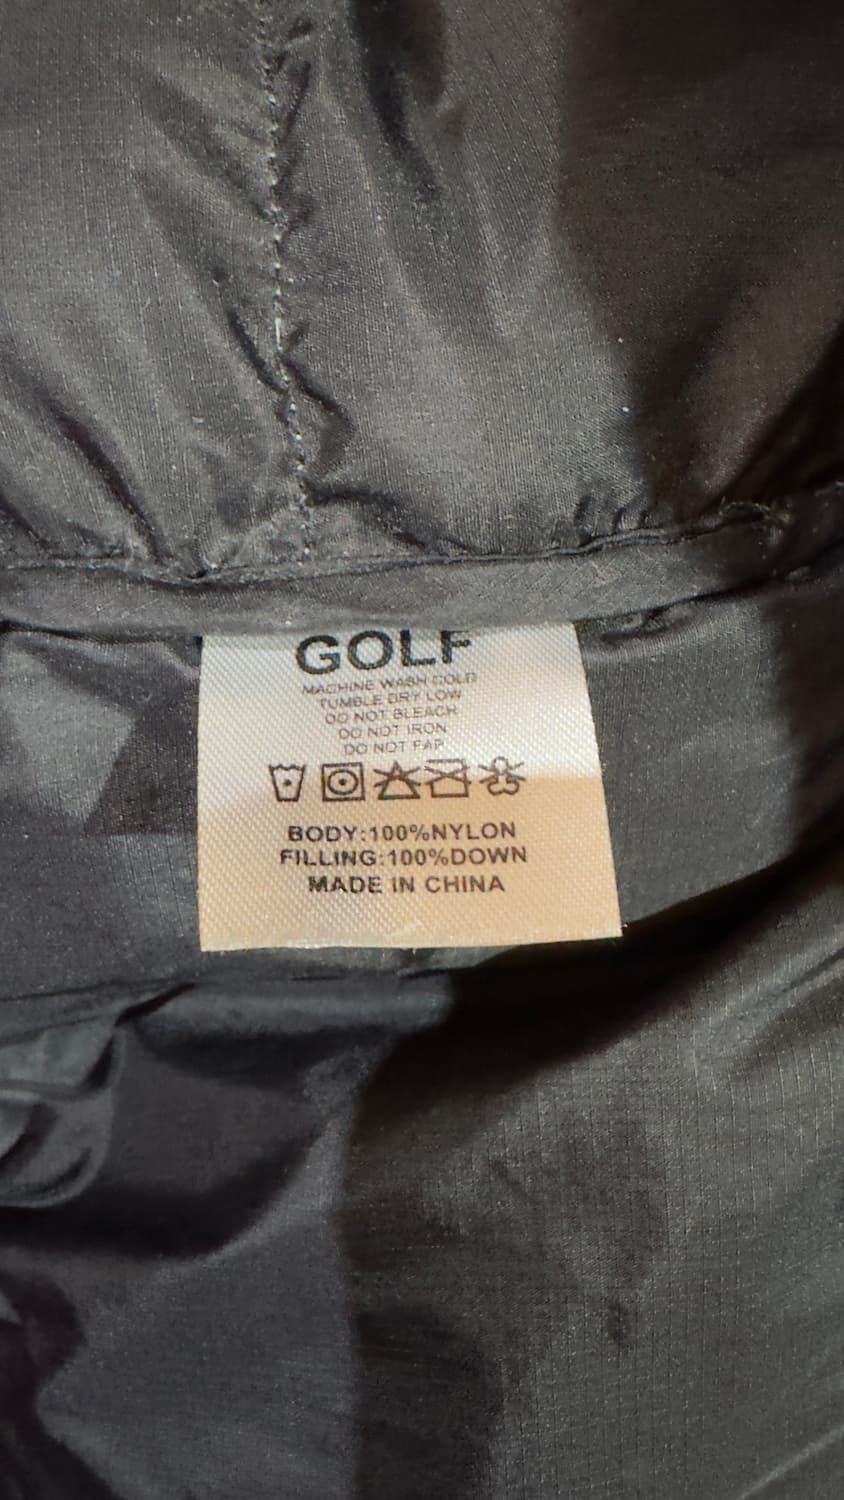 GOLF
MACHINE WASH COLD
TUMBLE DRY LOW
DO NOT BLEACH
DO NOT IRON
DO NOT FAP
BODY:100%NYLON
FILLING:100%DOWN
MADE IN CHINA